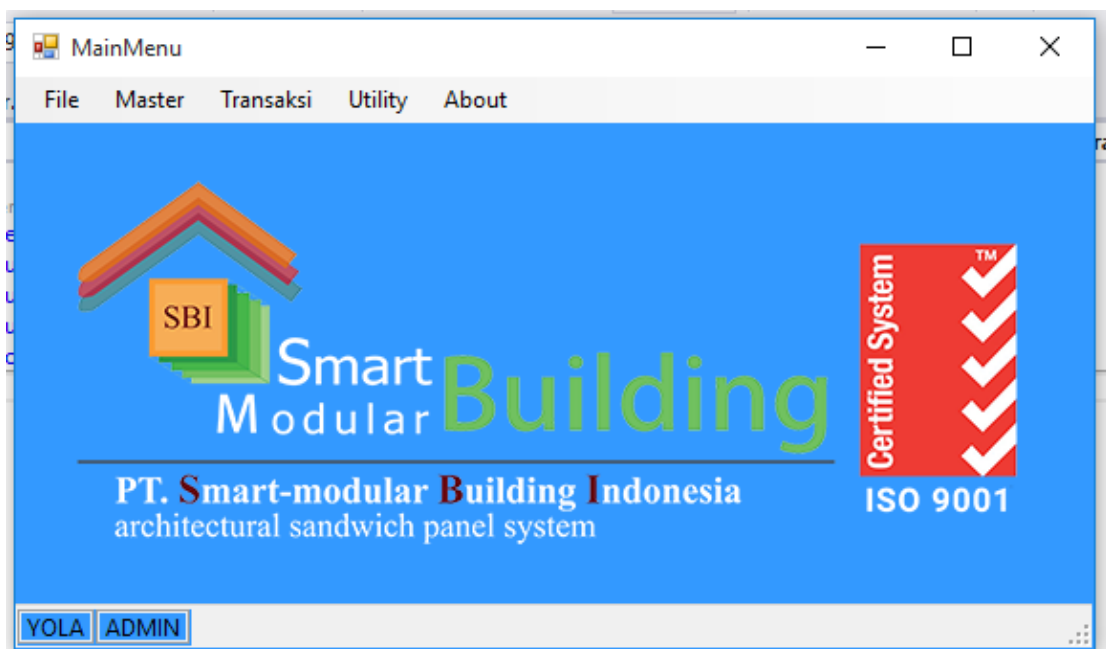 MainMenu
File Master Transaksi Utility About
SBI
Smart
Modular
Building
PT. Smart-modular Building Indonesia
architectural sandwich panel system
Certified System
TM
ISO 9001
YOLA ADMIN